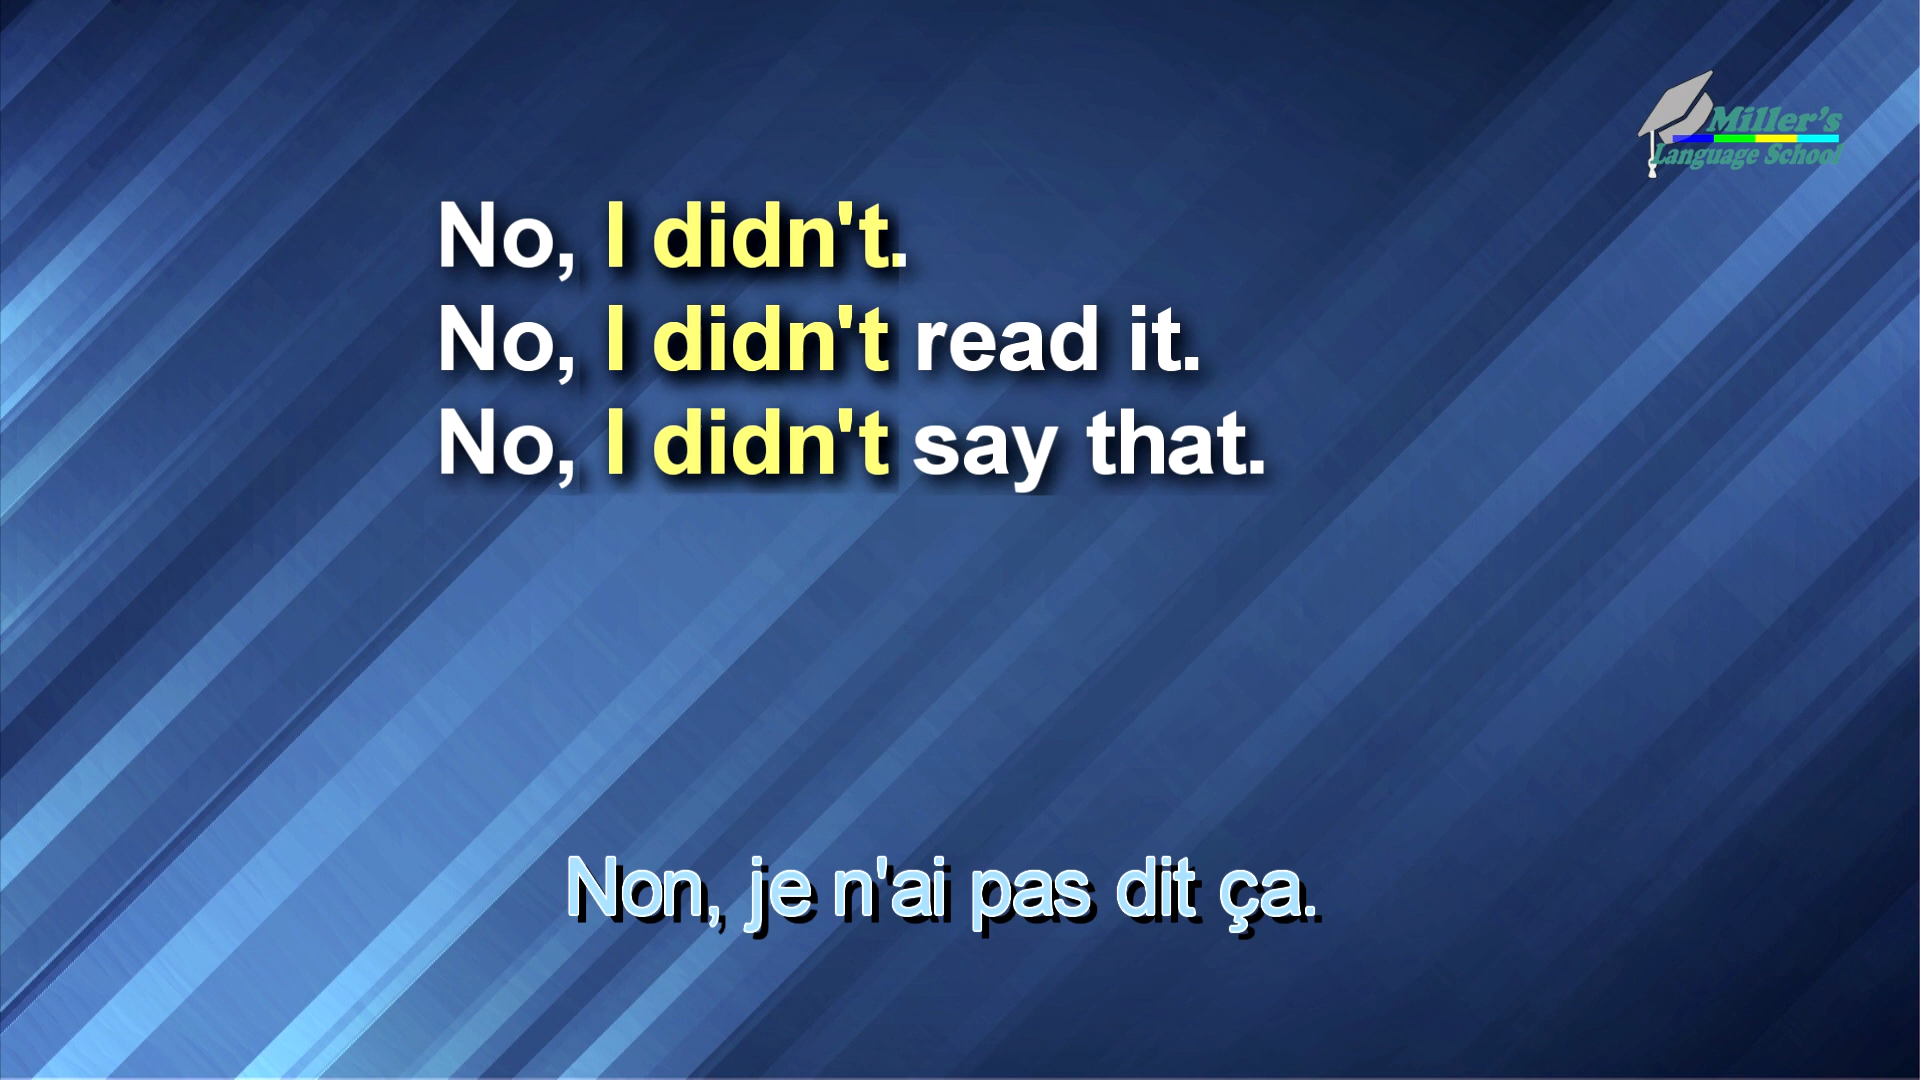 Miller's
Language School
No, I didn't.
No, I didn't read it.
No, I didn't say that.
Non, je n'ai pas dit ça.